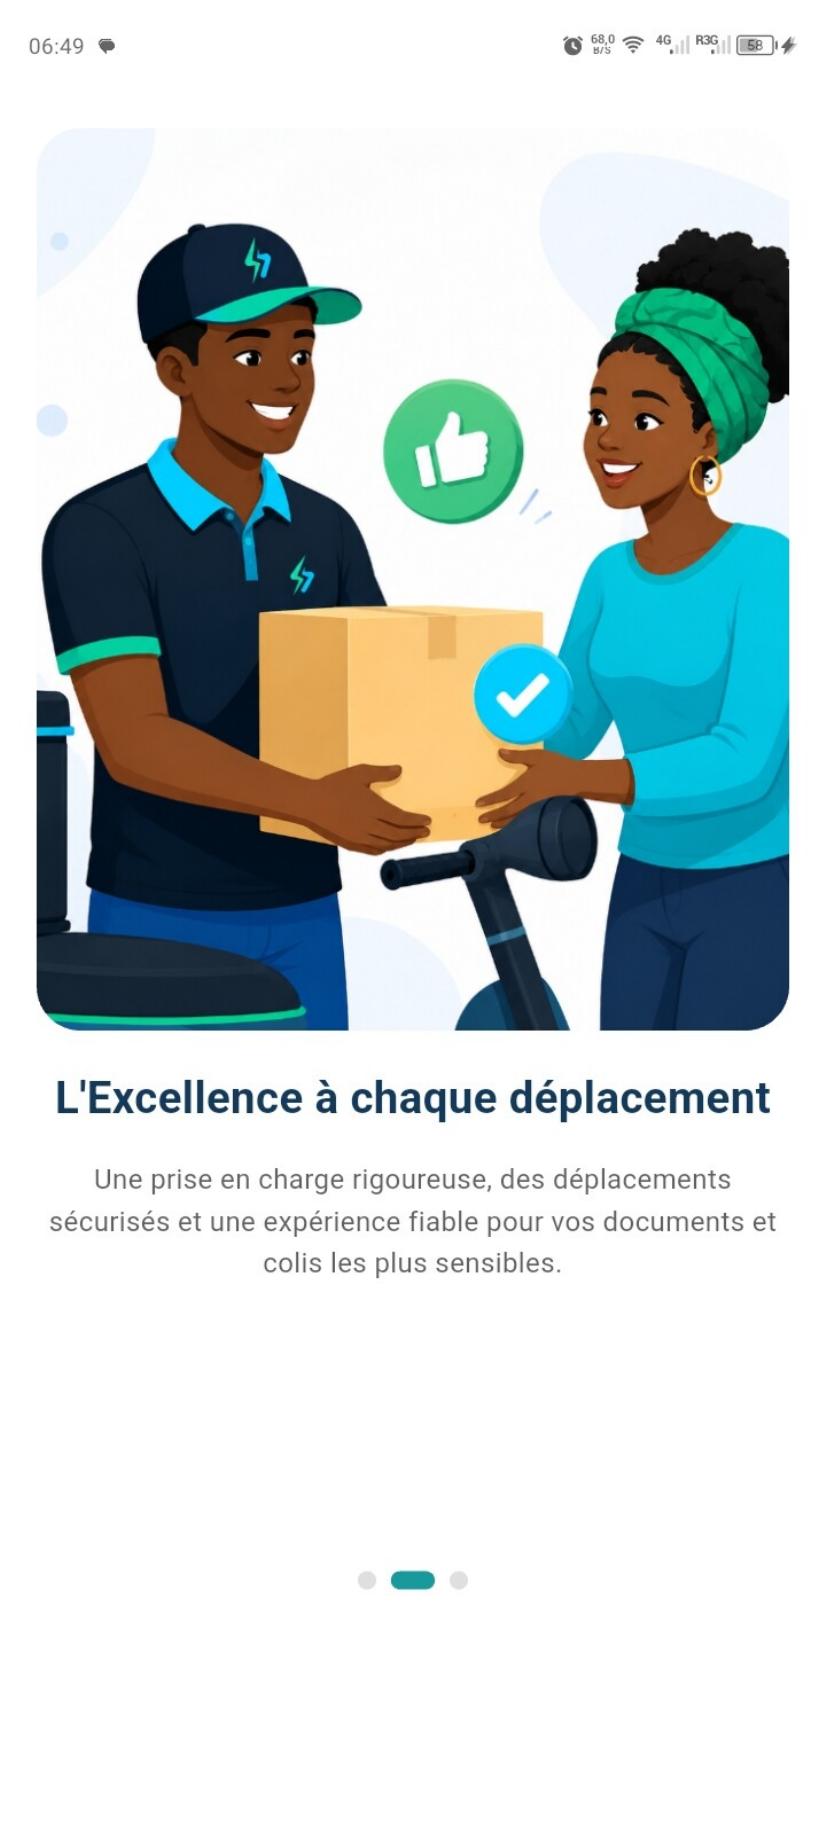 06:49
68,0
B/S
4G
R3G
58
L'Excellence à chaque déplacement
Une prise en charge rigoureuse, des déplacements
sécurisés et une expérience fiable pour vos documents et
colis les plus sensibles.